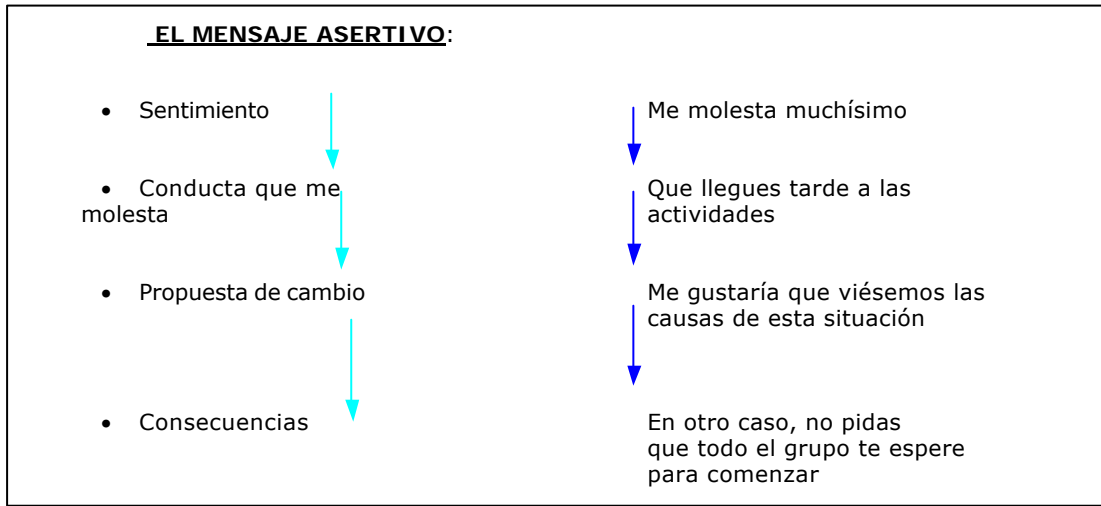 EL MENSAJE ASERTIVO:
• Sentimiento
Me molesta muchísimo
• Conducta que me
molesta
Que llegues tarde a las
actividades
• Propuesta de cambio
Me gustaría que viésemos las
causas de esta situación
• Consecuencias
En otro caso, no pidas
que todo el grupo te espere
para comenzar